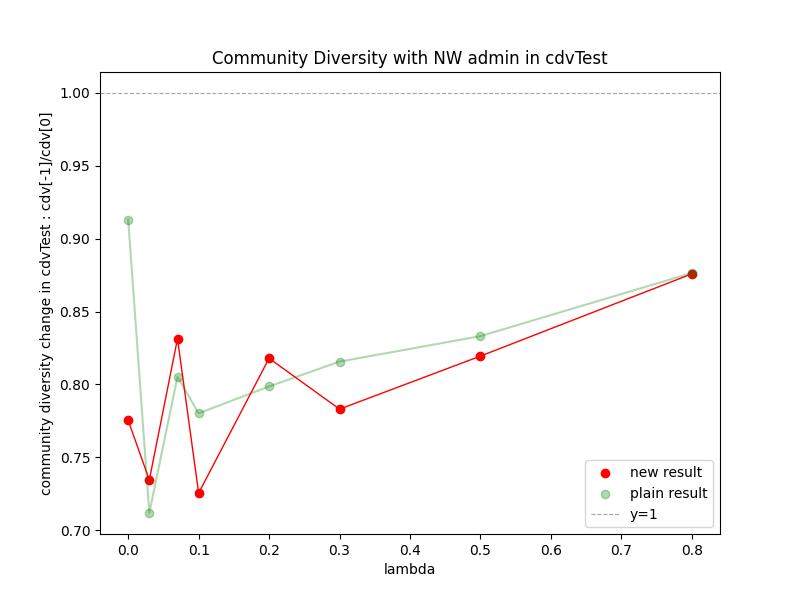 Community Diversity with NW admin in cdvTest
community diversity change in cdvTest : cdv[-1]/cdv[0]
1.00
0.95
0.90
0.85
0.80
0.75
0.70
new result
plain result
y=1
0.0 0.1 0.2 0.3 0.4 0.5 0.6 0.7 0.8
lambda